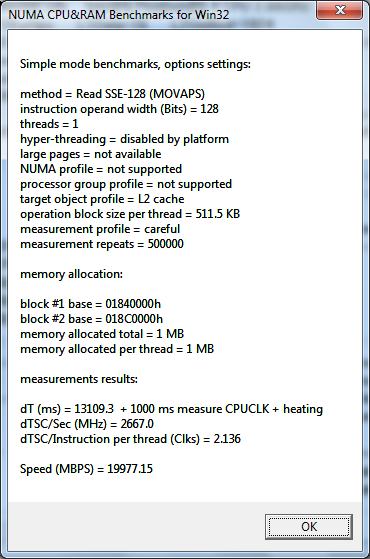 NUMA CPU&RAM Benchmarks for Win32
Simple mode benchmarks, options settings:
method = Read SSE-128 (MOVAPS)
instruction operand width (Bits) = 128
threads = 1
hyper-threading = disabled by platform
large pages = not available
NUMA profile = not supported
processor group profile = not supported
target object profile = L2 cache
operation block size per thread = 511.5 KB
measurement profile = careful
measurement repeats = 500000
memory allocation:
block #1 base = 01840000h
block #2 base = 018C0000h
memory allocated total = 1 MB
memory allocated per thread = 1 MB
measurements results:
dT (ms) = 13109.3  + 1000 ms measure CPUCLK + heating
dTSC/Sec (MHz) = 2667.0
dTSC/Instruction per thread (Clks) = 2.136
Speed (MBPS) = 19977.15
OK